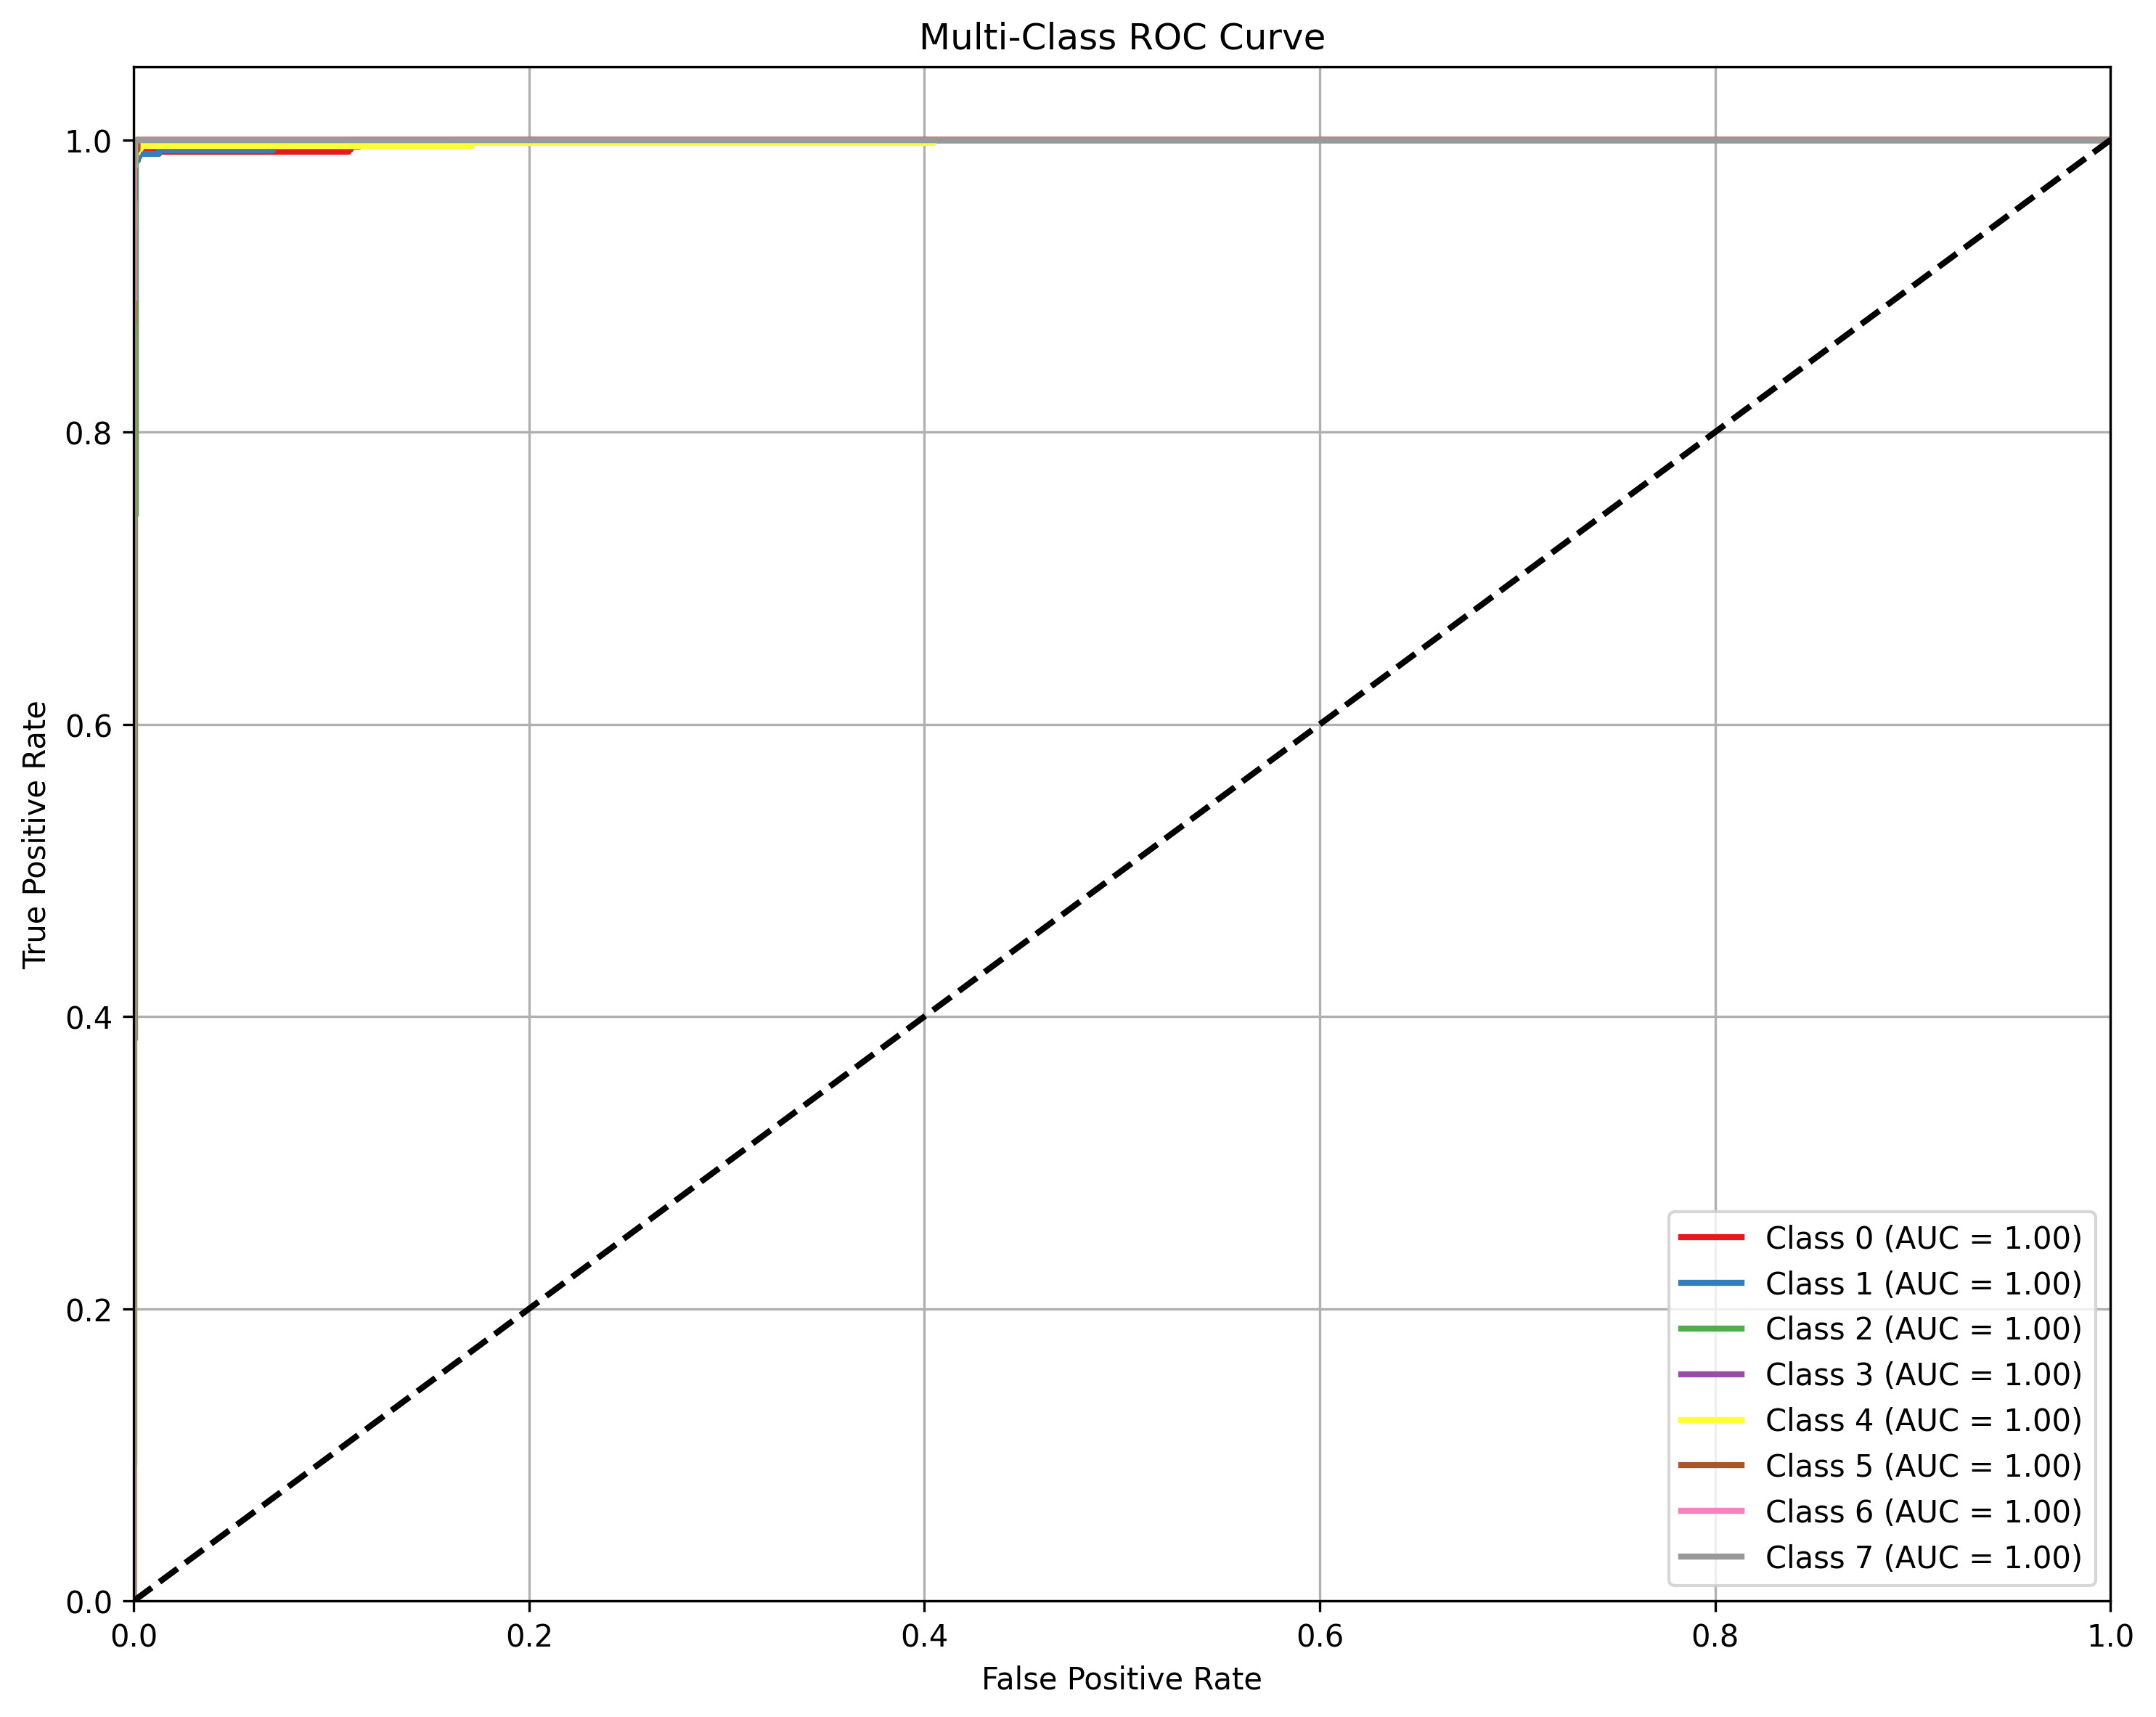 Multi-Class ROC Curve
1.0
0.8
0.6
0.4
0.2
0.0
True Positive Rate
0.0 0.2 0.4 0.6 0.8 1.0
False Positive Rate
Class 0 (AUC = 1.00)
Class 1 (AUC = 1.00)
Class 2 (AUC = 1.00)
Class 3 (AUC = 1.00)
Class 4 (AUC = 1.00)
Class 5 (AUC = 1.00)
Class 6 (AUC = 1.00)
Class 7 (AUC = 1.00)